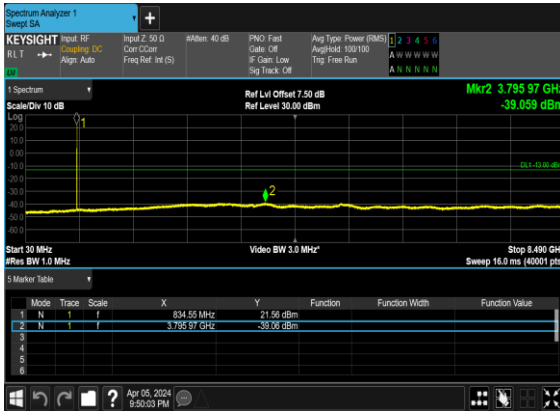 Spectrum Analyzer 1
Swept SA
+
KEYSIGHT Input: RF Input Z: 50 Ω #Atten: 40 dB PNO: Fast Avg Type: Power (RMS) 1 2 3 4 5 6
RLT Coupling: DC Corr CCorr Gate: Off Avg|Hold: 100/100 A W W W W W
Align: Auto Freq Ref: Int (S) IF Gain: Low Trig: Free Run
Sig Track: Off A N N N N N
1 Spectrum Ref Lvl Offset 7.50 dB Mkr2 3.795 97 GHz
Scale/Div 10 dB Ref Level 30.00 dBm -39.059 dBm
Log
20.0
10.0
0.00
-10.0
-20.0
-30.0
-40.0
-50.0
-60.0
1
2
DL1 -13.00 dBm
Start 30 MHz Video BW 3.0 MHz* Stop 8.490 GH
#Res BW 1.0 MHz Sweep 16.0 ms (40001 pts
5 Marker Table
Mode Trace Scale X Y Function Function Width Function Value
1 N 1 f 834.55 MHz 21.56 dBm
2 N 1 f 3.795 97 GHz -39.06 dBm
3
4
5
6
? Apr 05, 2024
9:50:03 PM